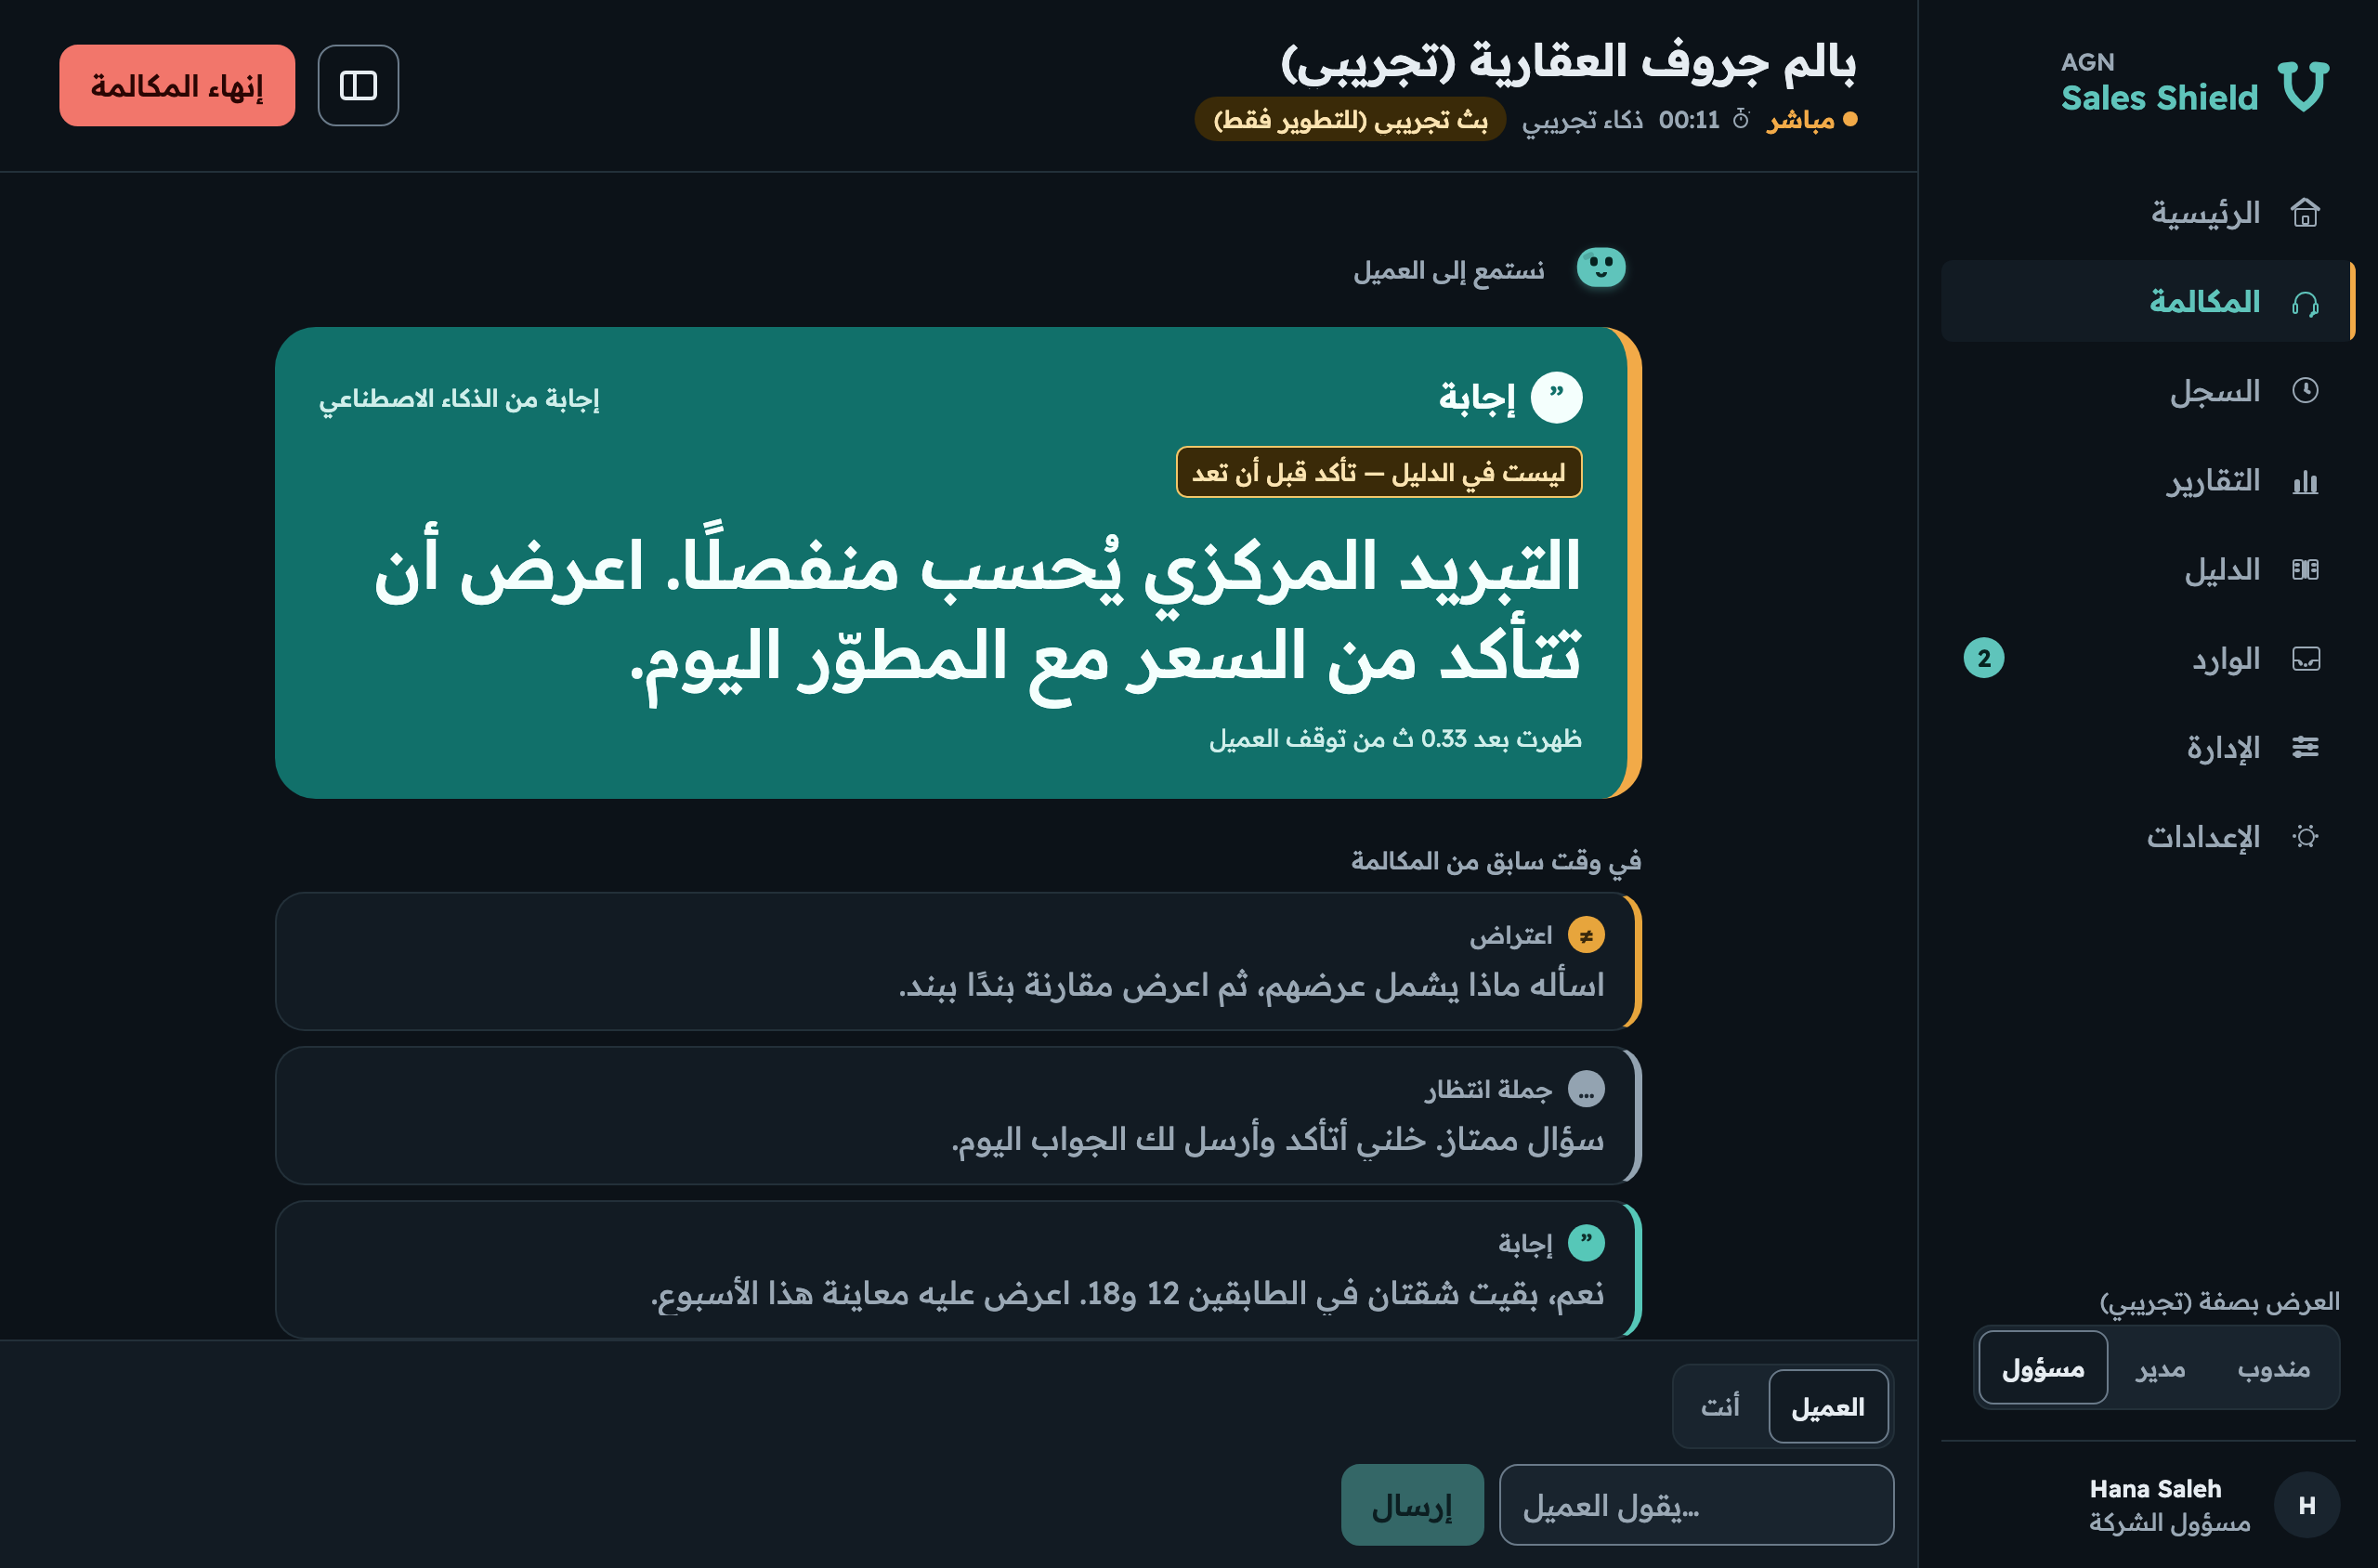 AGN
Sales Shield
الرئيسية
المكالمة
السجل
التقارير
الدليل
الوارد
2
الإدارة
الإعدادات
العرض بصفة (تجريبي)
مندوب
مدير
مسؤول
H
Hana Saleh
مسؤول الشركة
بالم جروف العقارية (تجريبي)
مباشر 00:11 ذكاء تجريبي بث تجريبي (للتطوير فقط)
إنهاء المكالمة
نستمع إلى العميل
إجابة
إجابة من الذكاء الاصطناعي
ليست في الدليل — تأكد قبل أن تعد
التبريد المركزي يُحسب منفصلًا. اعرض أن
تتأكد من السعر مع المطوّر اليوم.
ظهرت بعد 0.33 ث من توقف العميل
في وقت سابق من المكالمة
≠ اعتراض
اسأله ماذا يشمل عرضهم، ثم اعرض مقارنة بندًا ببند.
… جملة انتظار
سؤال ممتاز. خلني أتأكد وأرسل لك الجواب اليوم.
” إجابة
نعم، بقيت شقتان في الطابقين 12 و18. اعرض عليه معاينة هذا الأسبوع.
العميل
أنت
يقول العميل…
إرسال